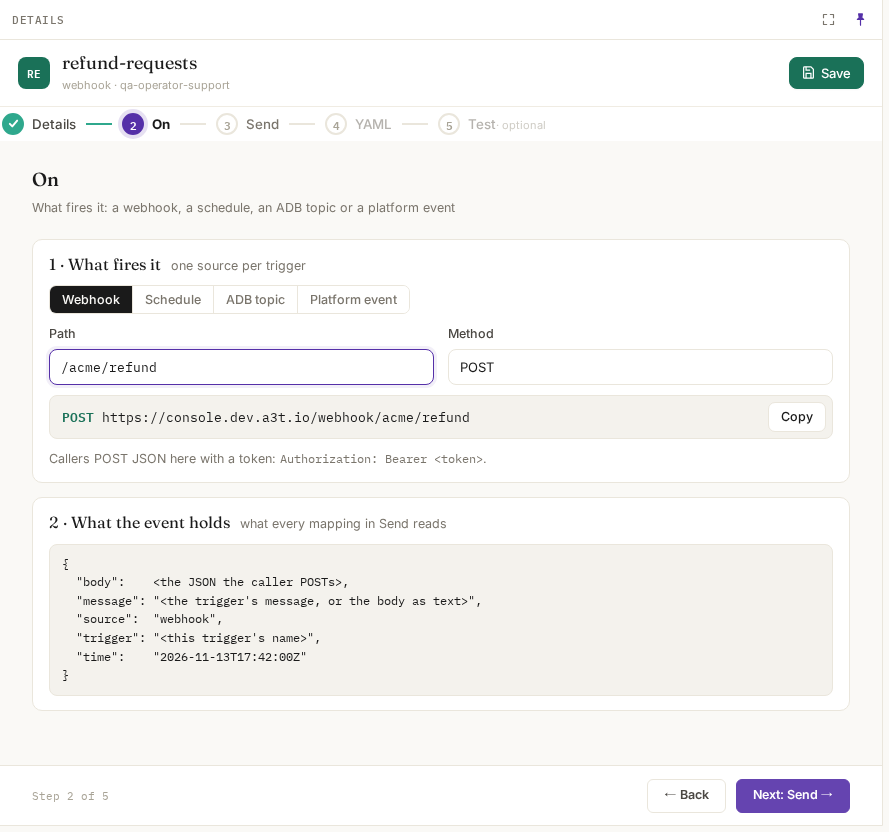 DETAILS
RE
refund-requests
webhook · qa-operator-support
Save
Details
2
On
3
Send
4
YAML
5
Test · optional
On
What fires it: a webhook, a schedule, an ADB topic or a platform event
1 · What fires it one source per trigger
Webhook Schedule ADB topic Platform event
Path Method
/acme/refund POST
POST https://console.dev.a3t.io/webhook/acme/refund Copy
Callers POST JSON here with a token: Authorization: Bearer <token>.
2 · What the event holds what every mapping in Send reads
{
"body": <the JSON the caller POSTs>,
"message": "<the trigger's message, or the body as text>",
"source": "webhook",
"trigger": "<this trigger's name>",
"time": "2026-11-13T17:42:00Z"
}
Step 2 of 5 ← Back Next: Send →